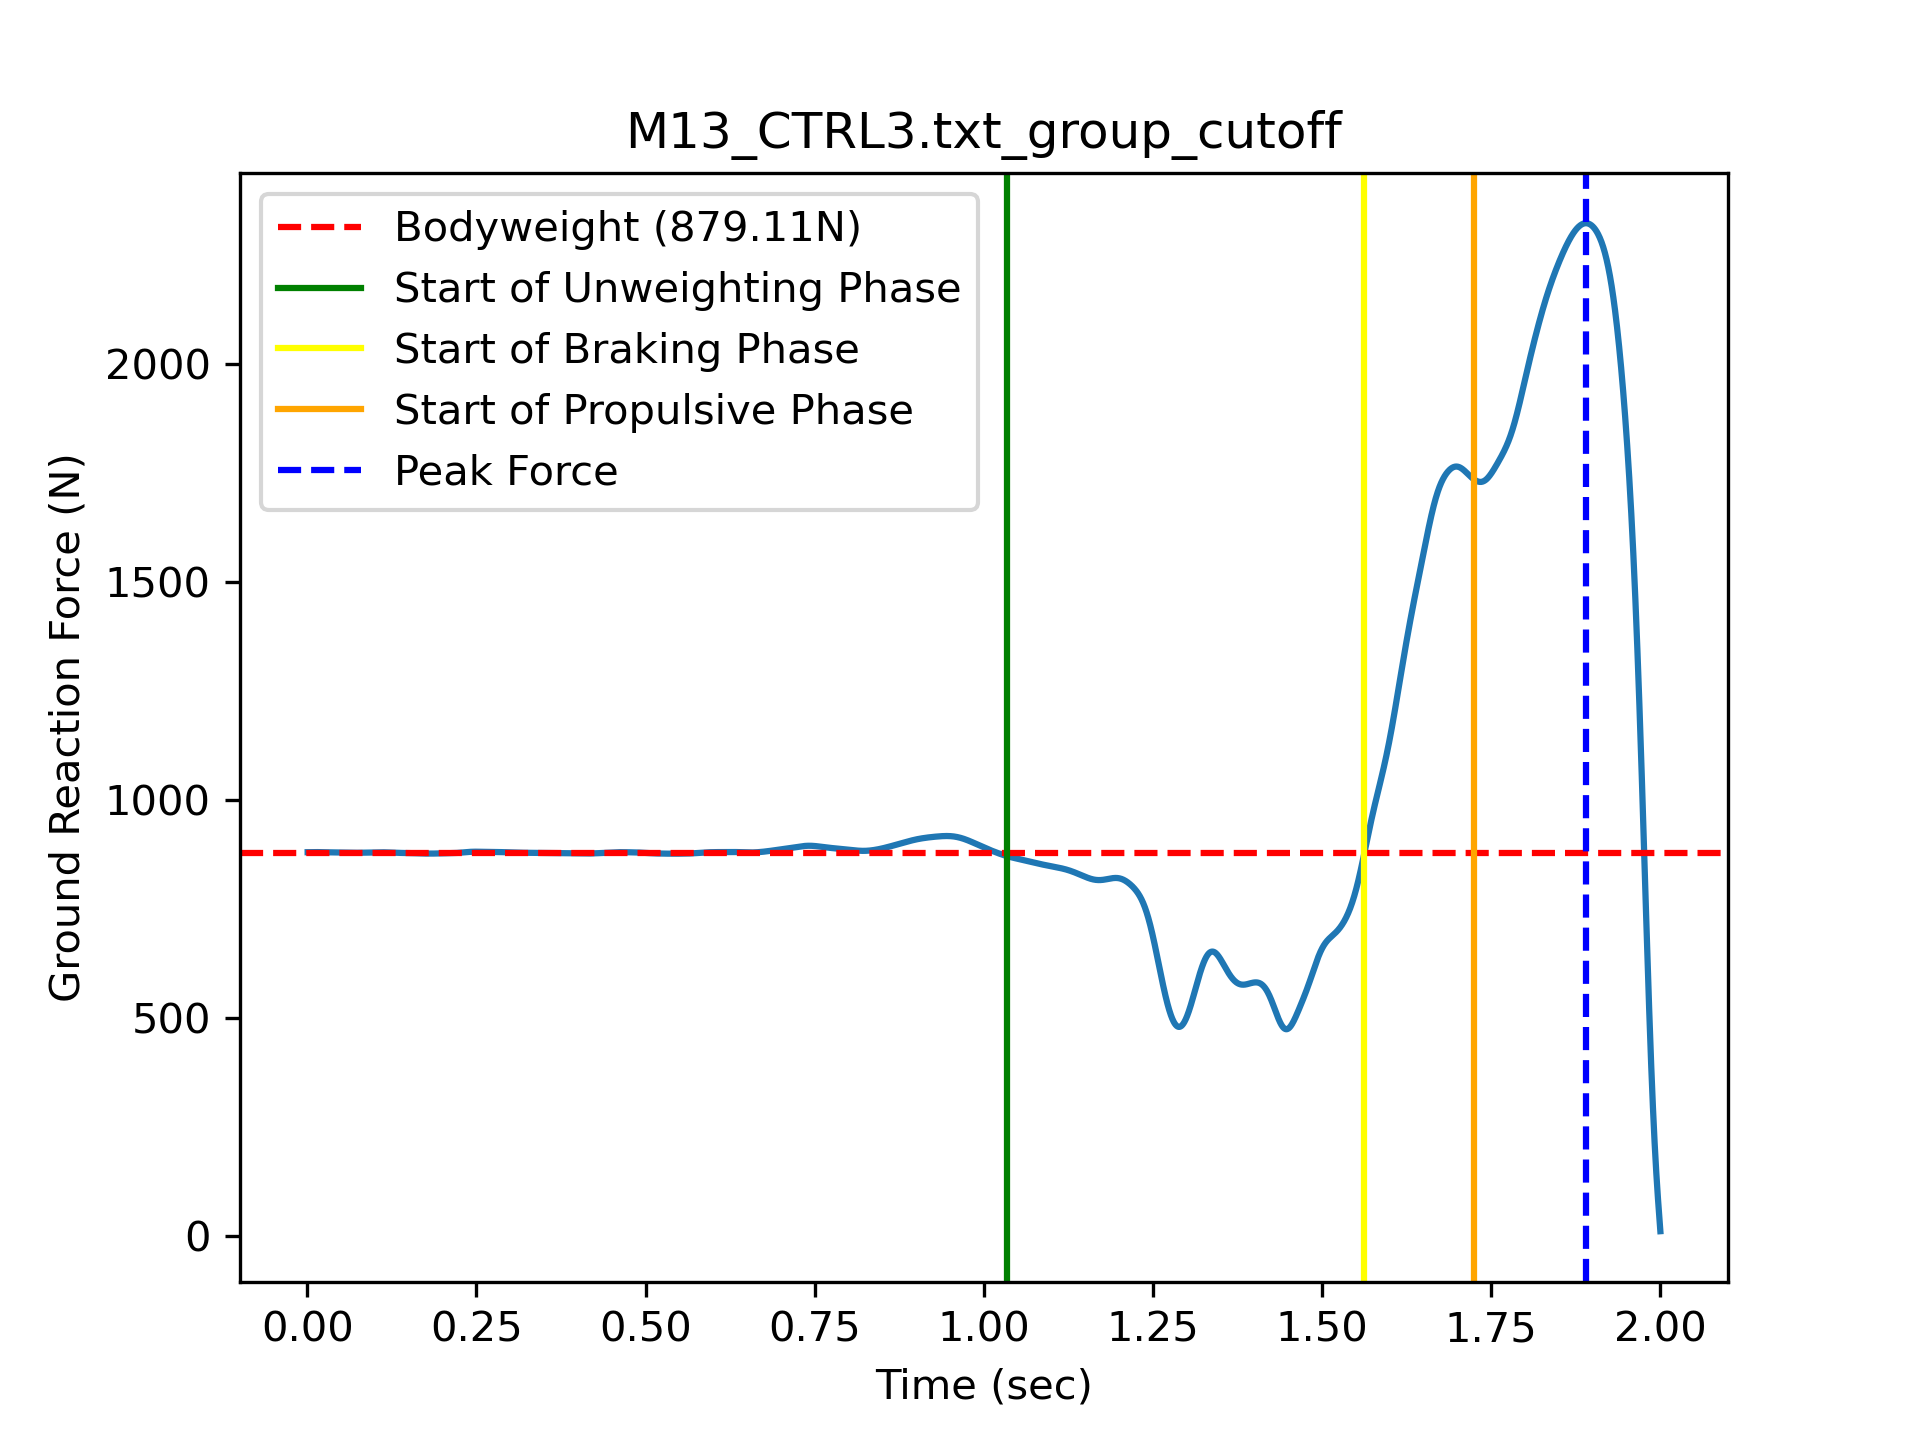 M13_CTRL3.txt_group_cutoff
Bodyweight (879.11N)
Start of Unweighting Phase
Start of Braking Phase
Start of Propulsive Phase
Peak Force
Ground Reaction Force (N)
2000
1500
1000
500
0
0.00 0.25 0.50 0.75 1.00 1.25 1.50 1.75 2.00
Time (sec)